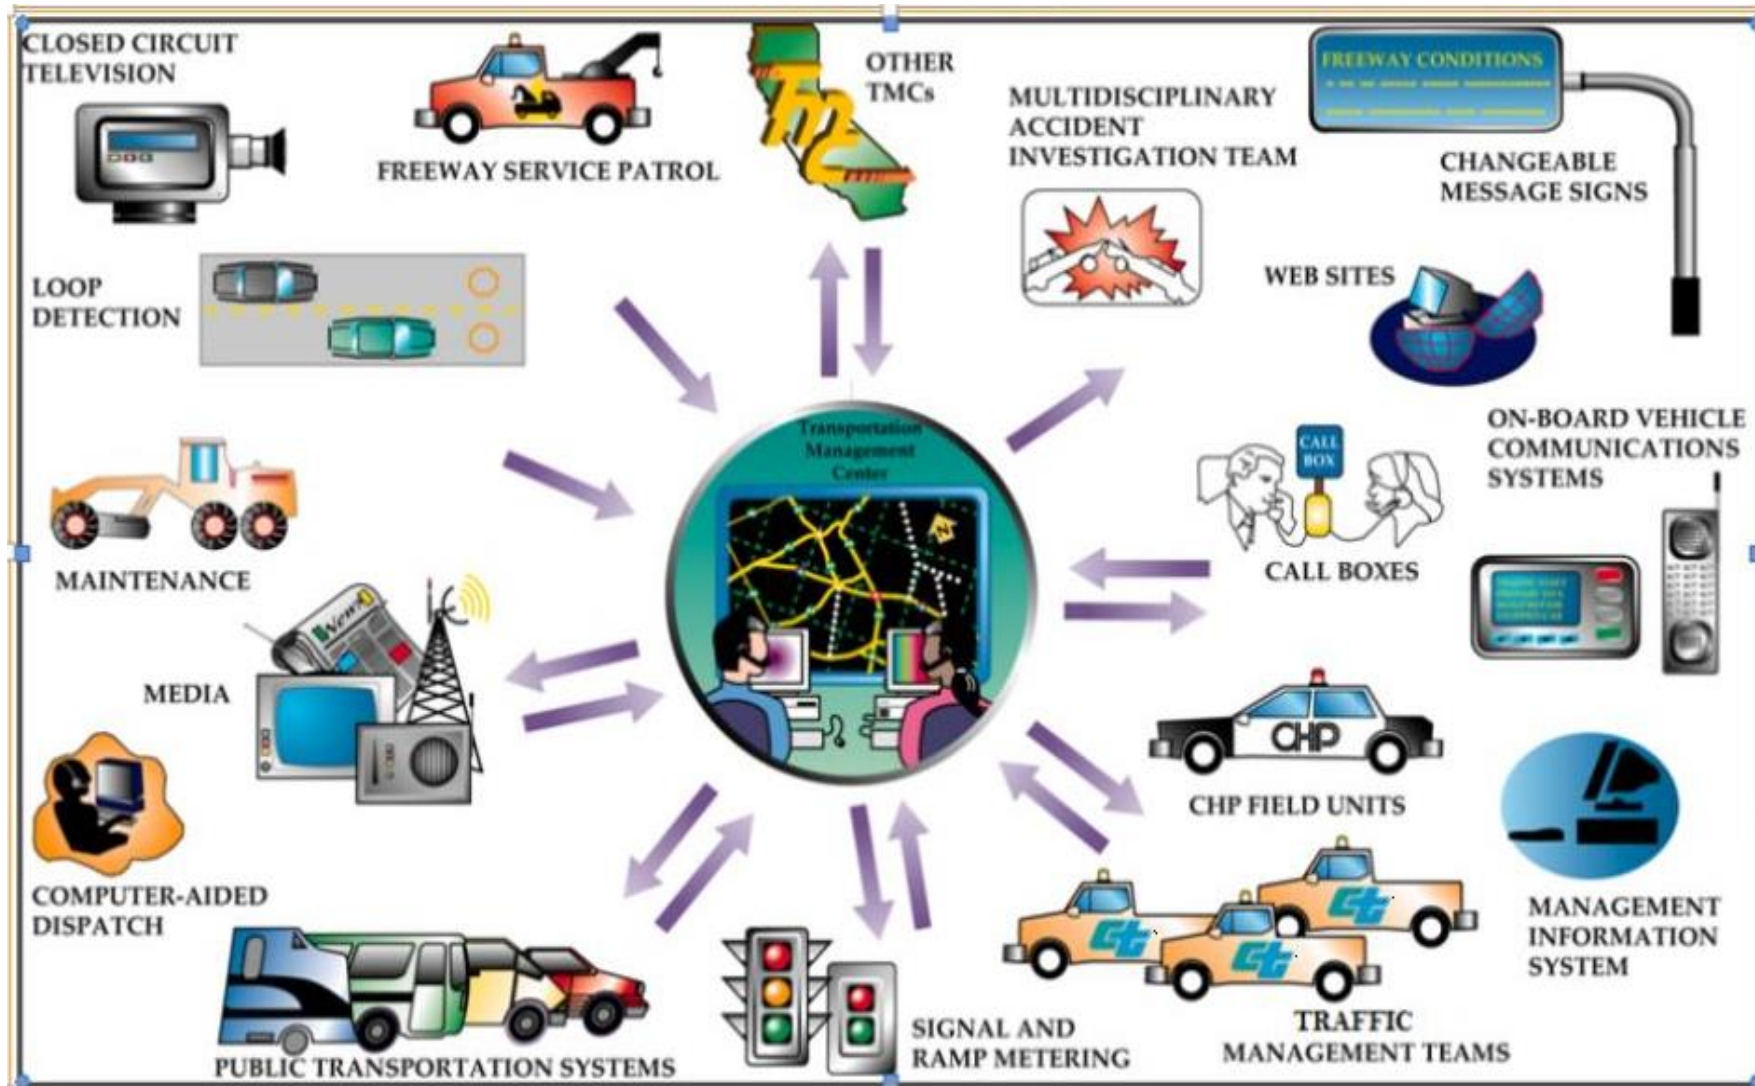 CLOSED CIRCUIT
TELEVISION
FREEWAY SERVICE PATROL
TMC
OTHER
TMCs
MULTIDISCIPLINARY
ACCIDENT
INVESTIGATION TEAM
FREEWAY CONDITIONS
CHANGEABLE
MESSAGE SIGNS
LOOP
DETECTION
WEB SITES
Transportation
Management
Center
ON-BOARD VEHICLE
COMMUNICATIONS
SYSTEMS
CALL
BOX
CALL BOXES
MAINTENANCE
News
MEDIA
CHP
CHP FIELD UNITS
COMPUTER-AIDED
DISPATCH
MANAGEMENT
INFORMATION
SYSTEM
ct
ct
ct
PUBLIC TRANSPORTATION SYSTEMS
SIGNAL AND
RAMP METERING
TRAFFIC
MANAGEMENT TEAMS